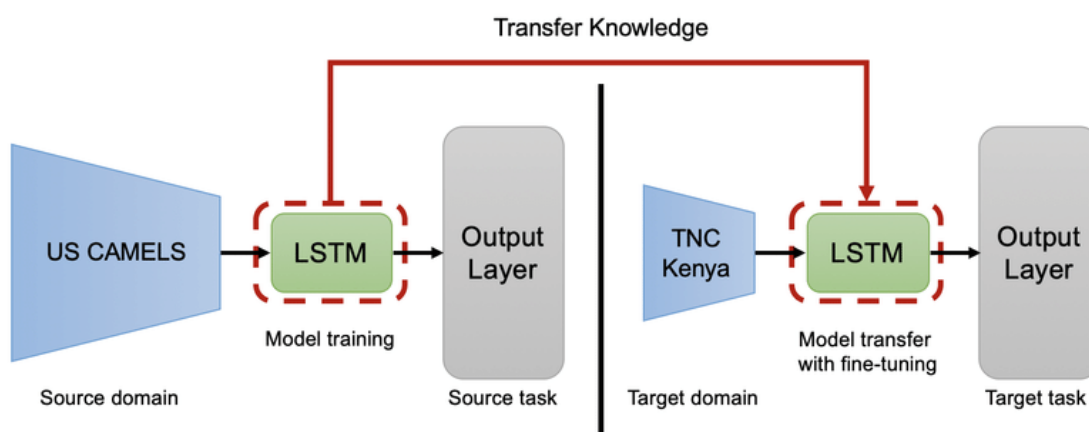 Transfer Knowledge
US CAMELS
LSTM
Output
Layer
Model training
Source domain
Source task
TNC
Kenya
LSTM
Output
Layer
Model transfer
with fine-tuning
Target domain
Target task